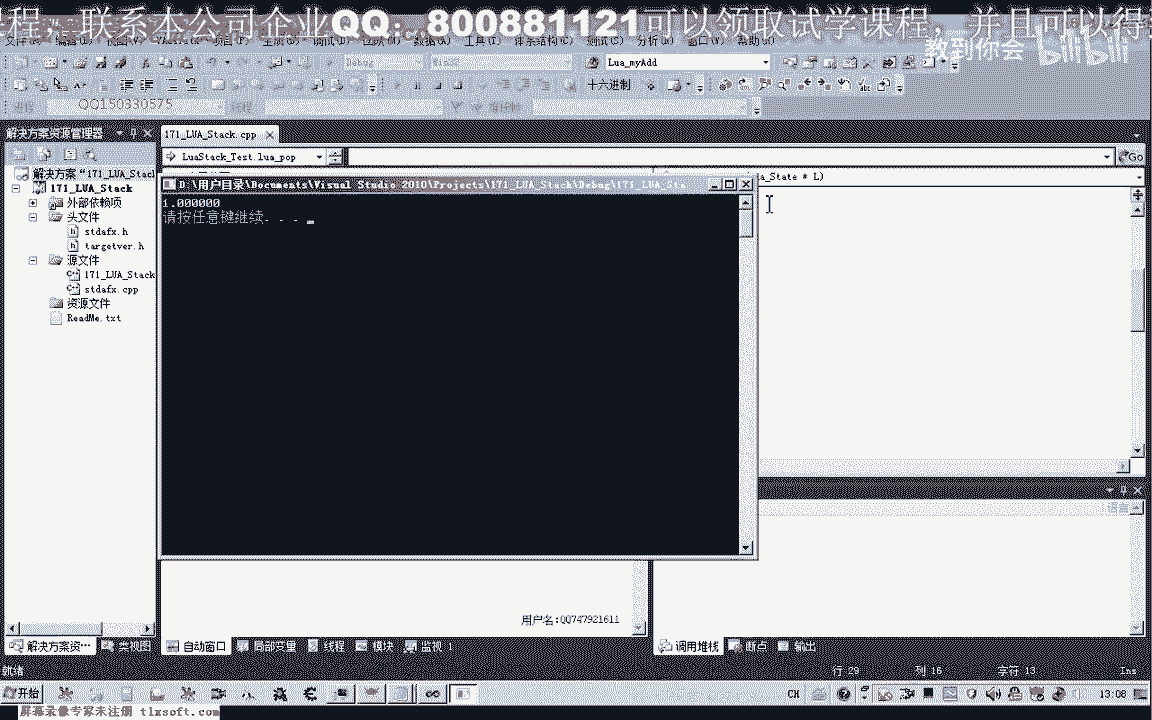 程，联系本公司企业QQ：800881121可以领取试学课程，并且可以得
教到你会 bilibili
Debug Win32 Lua_myAdd
十六进制
QQ150330575
解决方案资源管理器
171_LUA_Stack.cpp
LuaStack_Test.lua_pop
Go
解决方案“171_LUA_Stacl
171_LUA_Stack
外部依赖项
头文件
stdafx.h
targetver.h
源文件
171_LUA_Stack
stdafx.cpp
资源文件
ReadMe.txt
D:\用户目录\Documents\Visual Studio 2010\Projects\171_LUA_Stack\Debug\171_LUA_Sta
a_State * L)
1.000000
请按任意键继续. . . _
语言
用户名:QQ747921611
解决方案资... 类视图
自动窗口 局部变量 线程 模块 监视 1
调用堆栈 断点 输出
就绪
行 29 列 16 字符 13 Ins
开始
CH
13:08
屏幕录像专家未注册 tlxsoft.com